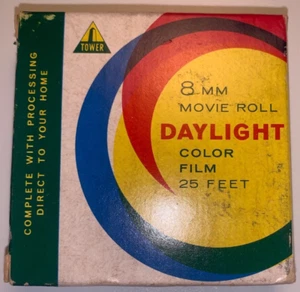 TOWER
8 MM
MOVIE ROLL
DAYLIGHT
COLOR
FILM
25 FEET
COMPLETE WITH PROCESSING
DIRECT TO YOUR HOME